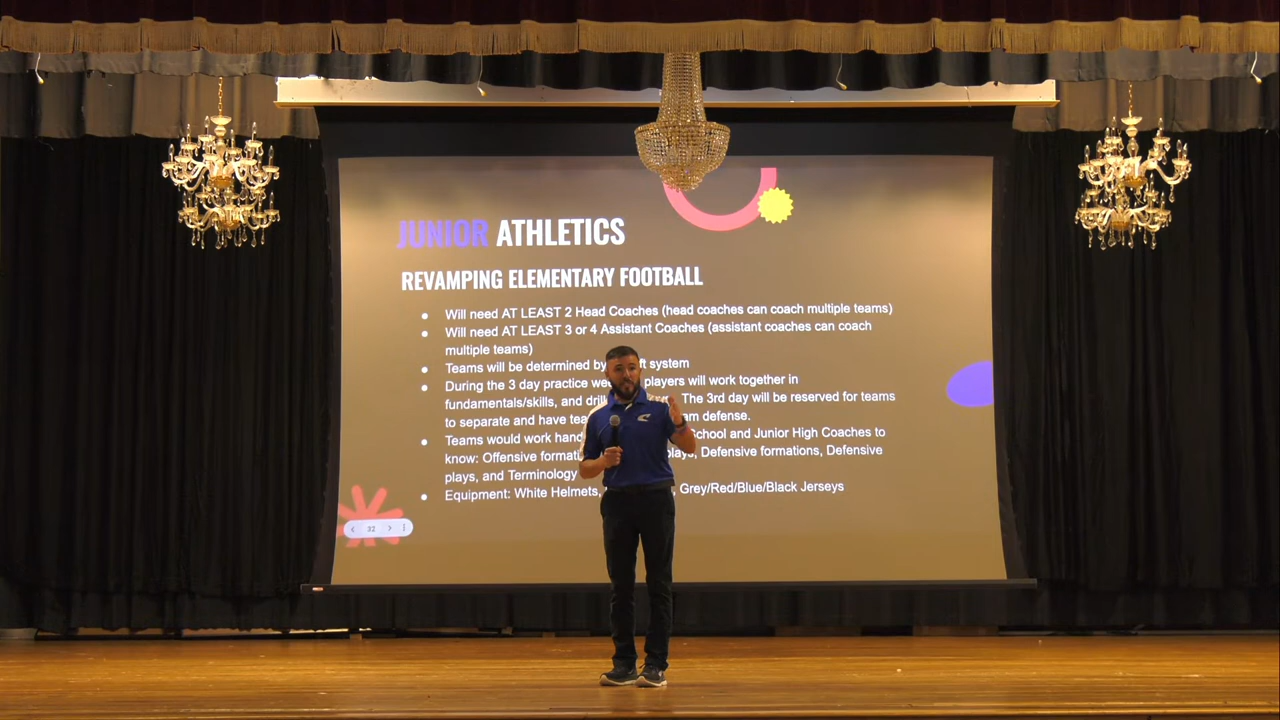 JUNIOR ATHLETICS
REVAMPING ELEMENTARY FOOTBALL
● Will need AT LEAST 2 Head Coaches (head coaches can coach multiple teams)
● Will need AT LEAST 3 or 4 Assistant Coaches (assistant coaches can coach
multiple teams)
● Teams will be determined by ft system
● During the 3 day practice players will work together in
fundamentals/skills, and The 3rd day will be reserved for teams
to separate and have defense.
● Teams would work School and Junior High Coaches to
know: Offensive Defensive formations, Defensive
plays, and Terminology
● Equipment: White Helmets, Grey/Red/Blue/Black Jerseys
32